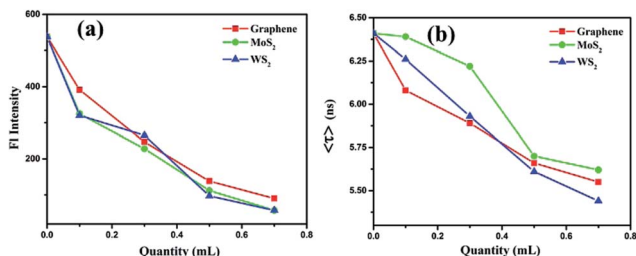 (a)
Graphene
MoS₂
WS₂
FI Intensity
600
400
200
0.0 0.2 0.4 0.6 0.8
Quantity (mL)
(b)
Graphene
MoS₂
WS₂
<τ> (ns)
6.50
6.25
6.00
5.75
5.50
0.0 0.2 0.4 0.6 0.8
Quantity (mL)